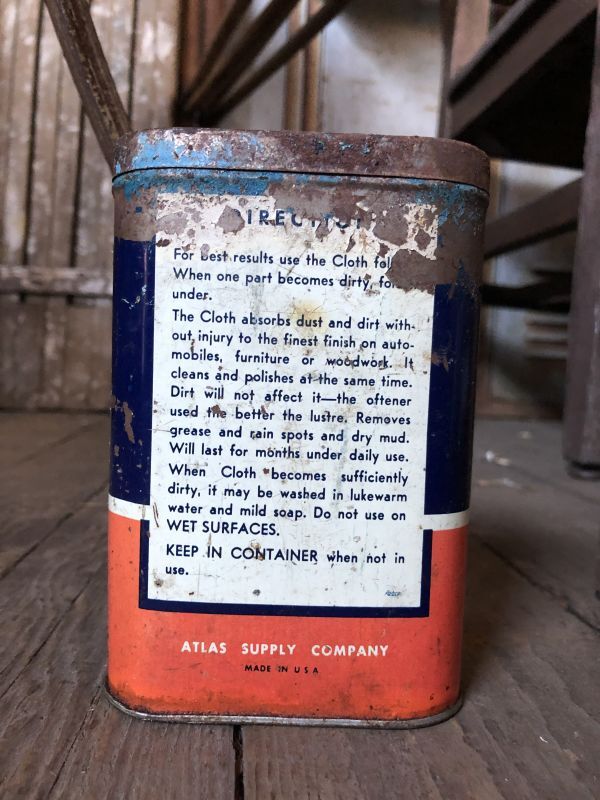 For best results use the Cloth
When one part becomes dirty,
under.
The Cloth absorbs dust and dirt with-
out injury to the finest finish on auto-
mobiles, furniture or woodwork. It
cleans and polishes at the same time.
Dirt will not affect it—the oftener
used the better the lustre. Removes
grease and rain spots and dry mud.
Will last for months under daily use.
When Cloth becomes sufficiently
dirty, it may be washed in lukewarm
water and mild soap. Do not use on
WET SURFACES.
KEEP IN CONTAINER when not in
use.
ATLAS SUPPLY COMPANY
MADE IN U S A